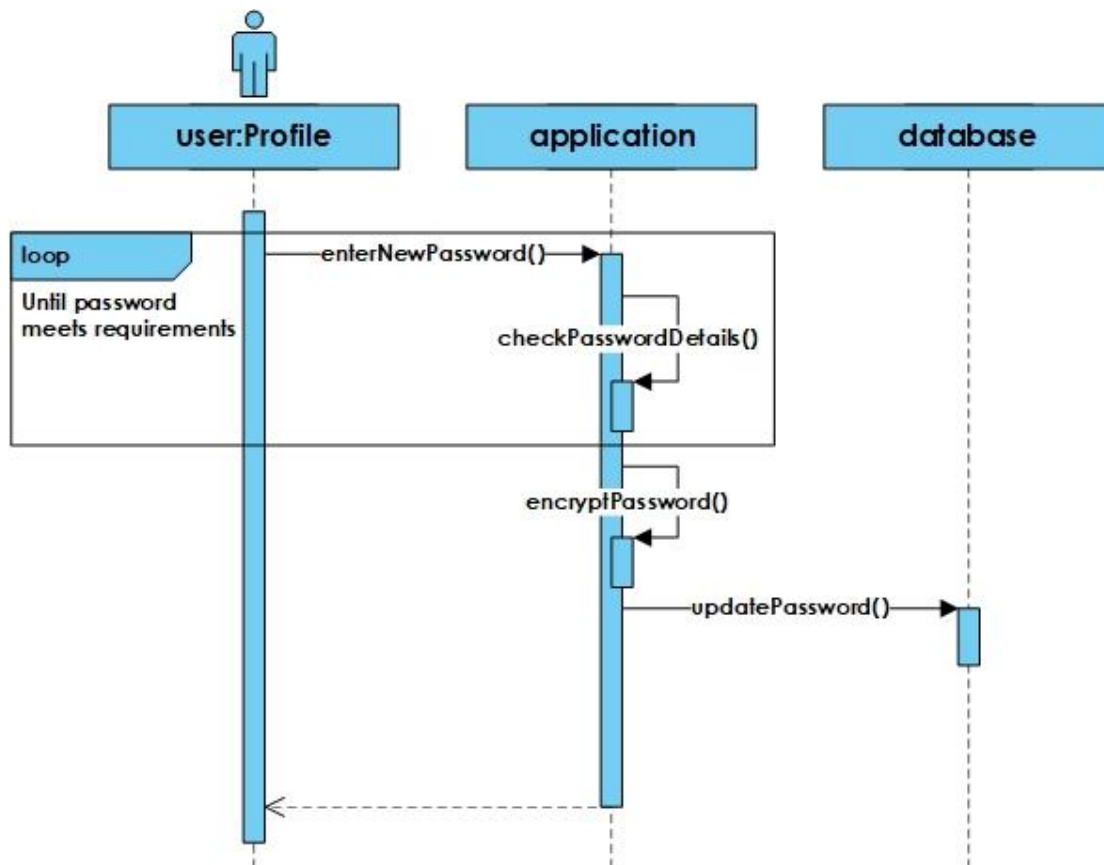 user:Profile
application
database
loop
enterNewPassword()
Until password
meets requirements
checkPasswordDetails()
encryptPassword()
updatePassword()